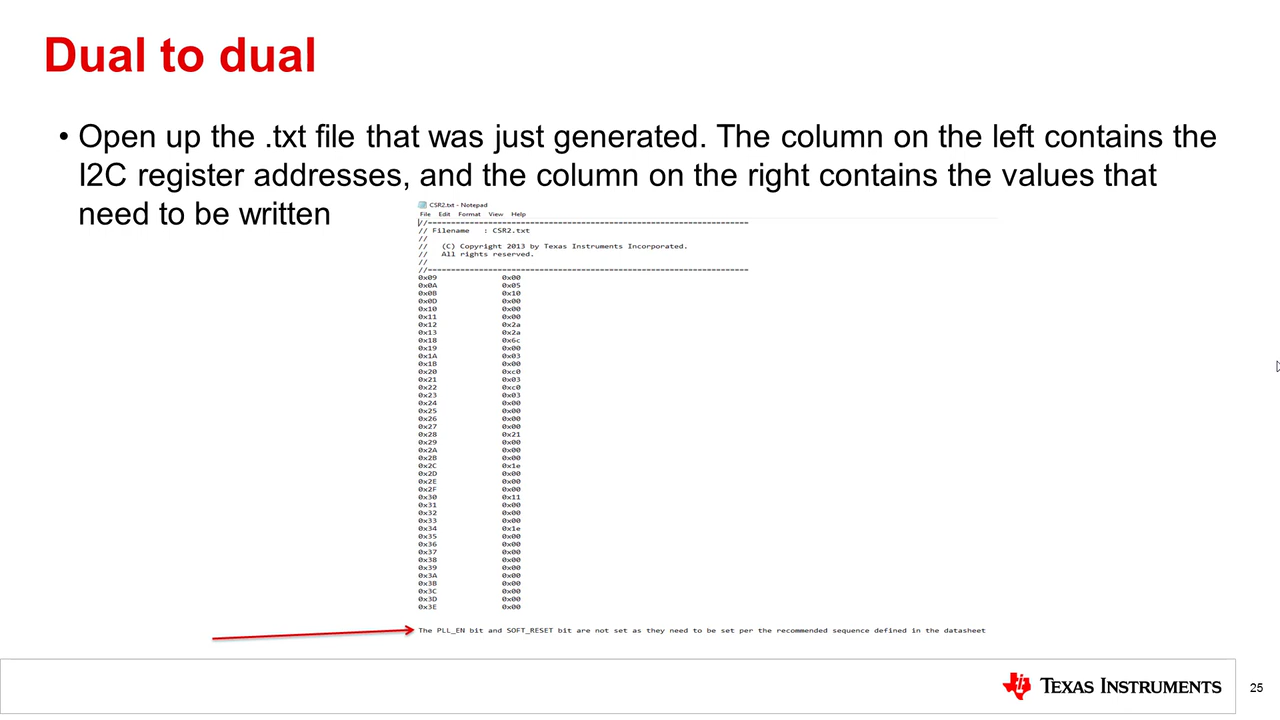 Dual to dual
• Open up the .txt file that was just generated. The column on the left contains the
I2C register addresses, and the column on the right contains the values that
need to be written
CSR2.txt - Notepad
File Edit Format View Help
//======================================================================
// Filename   : CSR2.txt
//
//   (C) Copyright 2013 by Texas Instruments Incorporated.
//   All rights reserved.
//
//======================================================================
0x09 0x00
0x0A 0x05
0x0B 0x10
0x0D 0x00
0x10 0x00
0x11 0x00
0x12 0x2a
0x13 0x2a
0x18 0x6c
0x19 0x00
0x1A 0x03
0x1B 0x00
0x20 0xc0
0x21 0x03
0x22 0xc0
0x23 0x03
0x24 0x00
0x25 0x00
0x26 0x00
0x27 0x00
0x28 0x21
0x29 0x00
0x2A 0x00
0x2B 0x00
0x2C 0x1e
0x2D 0x00
0x2E 0x00
0x2F 0x00
0x30 0x11
0x31 0x00
0x32 0x00
0x33 0x00
0x34 0x1e
0x35 0x00
0x36 0x00
0x37 0x00
0x38 0x00
0x39 0x00
0x3A 0x00
0x3B 0x00
0x3C 0x00
0x3D 0x00
0x3E 0x00
The PLL_EN bit and SOFT_RESET bit are not set as they need to be set per the recommended sequence defined in the datasheet
TEXAS INSTRUMENTS
25